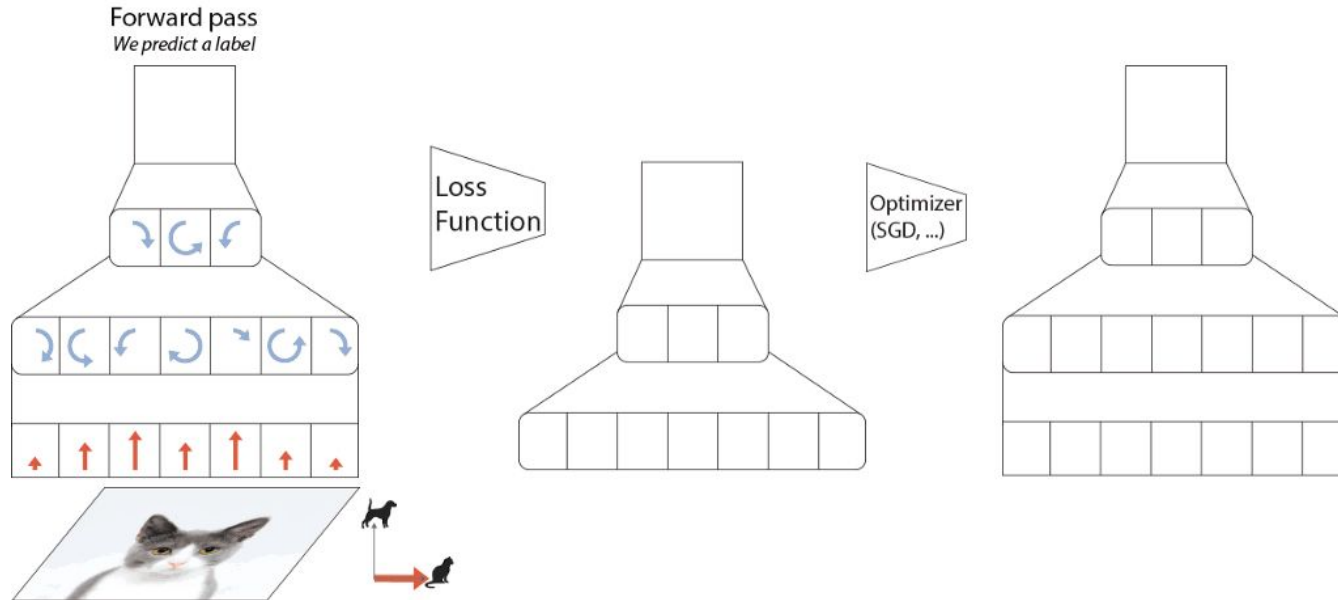 Forward pass
We predict a label
Loss
Function
Optimizer
(SGD, ...)